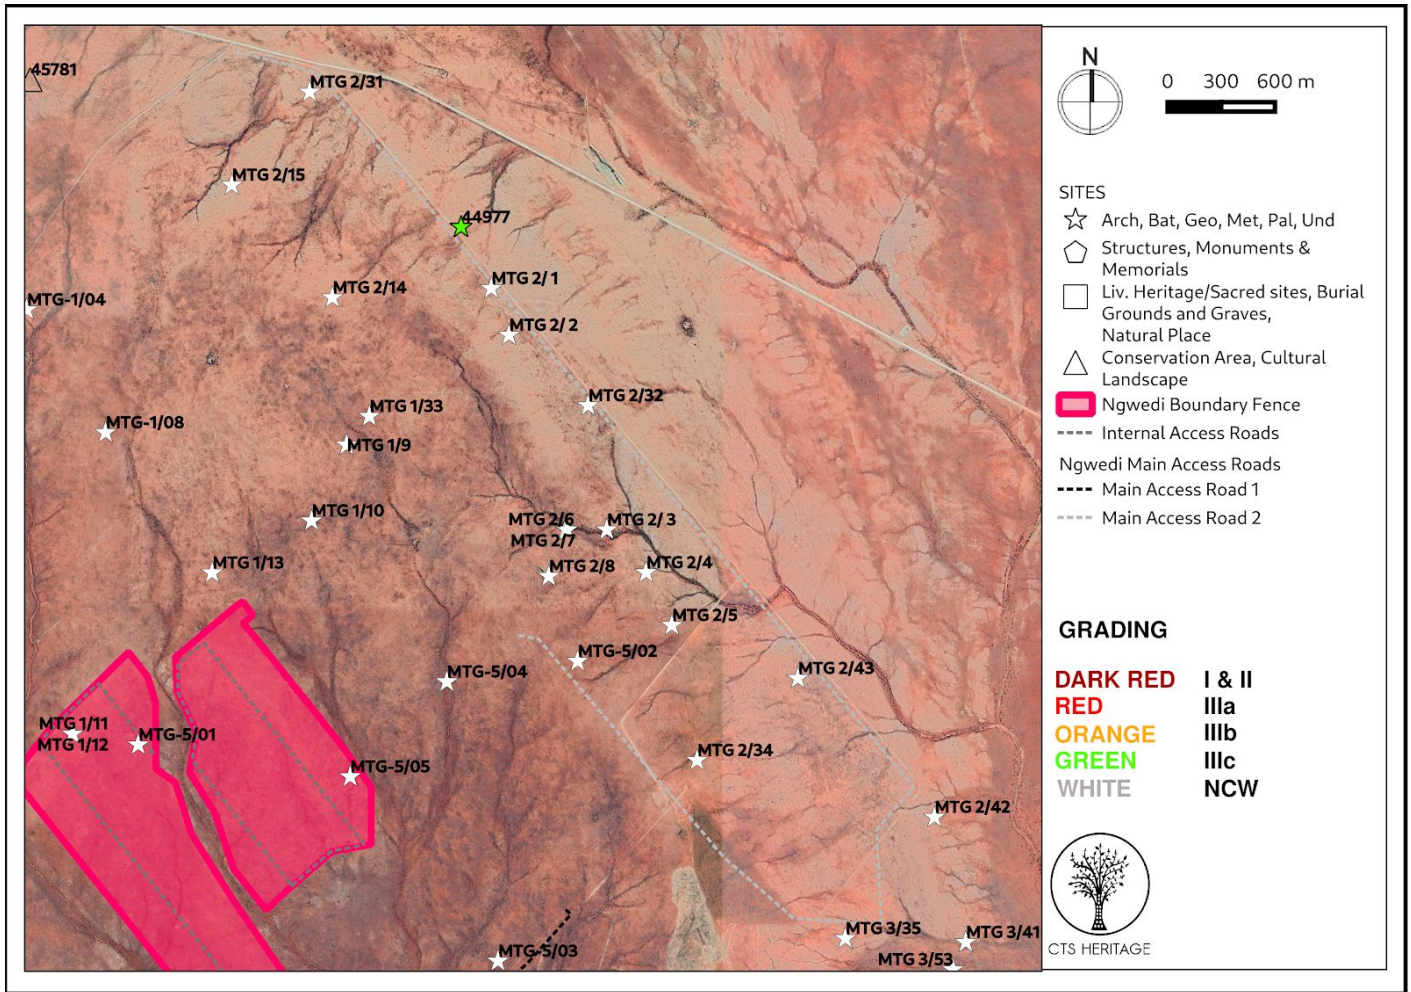 45781
MTG 2/31
MTG 2/15
44977
MTG 2/ 1
MTG 2/14
MTG-1/04
MTG 2/ 2
MTG 2/32
MTG 1/33
MTG-1/08
MTG 1/9
MTG 1/10
MTG 2/6
MTG 2/ 3
MTG 2/7
MTG 1/13
MTG 2/8
MTG 2/4
MTG 2/5
MTG-5/02
MTG-5/04
MTG 2/43
MTG 1/11
MTG-5/01
MTG 1/12
MTG 2/34
MTG-5/05
MTG 2/42
MTG 3/35
MTG 3/41
MTG-5/03
MTG 3/53
N
0 300 600 m
SITES
Arch, Bat, Geo, Met, Pal, Und
Structures, Monuments &
Memorials
Liv. Heritage/Sacred sites, Burial
Grounds and Graves,
Natural Place
Conservation Area, Cultural
Landscape
Ngwedi Boundary Fence
Internal Access Roads
Ngwedi Main Access Roads
Main Access Road 1
Main Access Road 2
GRADING
DARK RED I & II
RED IIIa
ORANGE IIIb
GREEN IIIc
WHITE NCW
CTS HERITAGE